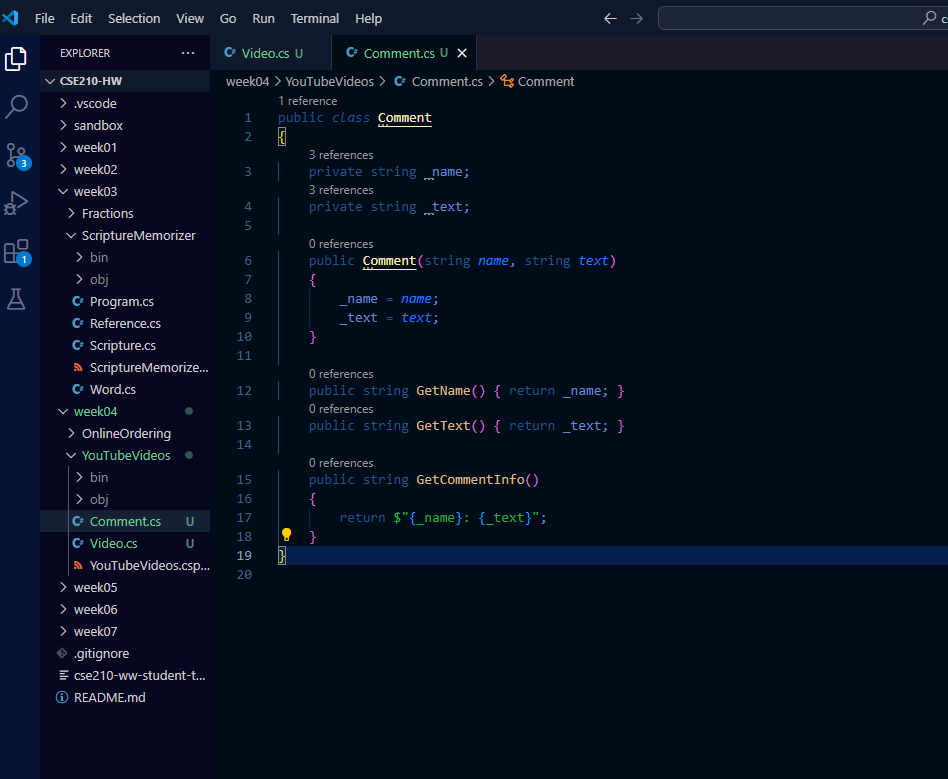 File Edit Selection View Go Run Terminal Help
EXPLORER ···
CSE210-HW
.vscode
sandbox
week01
week02
week03
Fractions
ScriptureMemorizer
bin
obj
Program.cs
Reference.cs
Scripture.cs
ScriptureMemorize...
Word.cs
week04
OnlineOrdering
YouTubeVideos
bin
obj
Comment.cs U
Video.cs U
YouTubeVideos.csp...
week05
week06
week07
.gitignore
cse210-ww-student-t...
README.md
3
1
Video.cs U Comment.cs U
week04 > YouTubeVideos > Comment.cs > Comment
1 reference
1 public class Comment
2 {
3 references
3 private string _name;
3 references
4 private string _text;
5
0 references
6 public Comment(string name, string text)
7 {
8 _name = name;
9 _text = text;
10 }
11
0 references
12 public string GetName() { return _name; }
0 references
13 public string GetText() { return _text; }
14
0 references
15 public string GetCommentInfo()
16 {
17 return $"{_name}: {_text}";
18 }
19 }
20